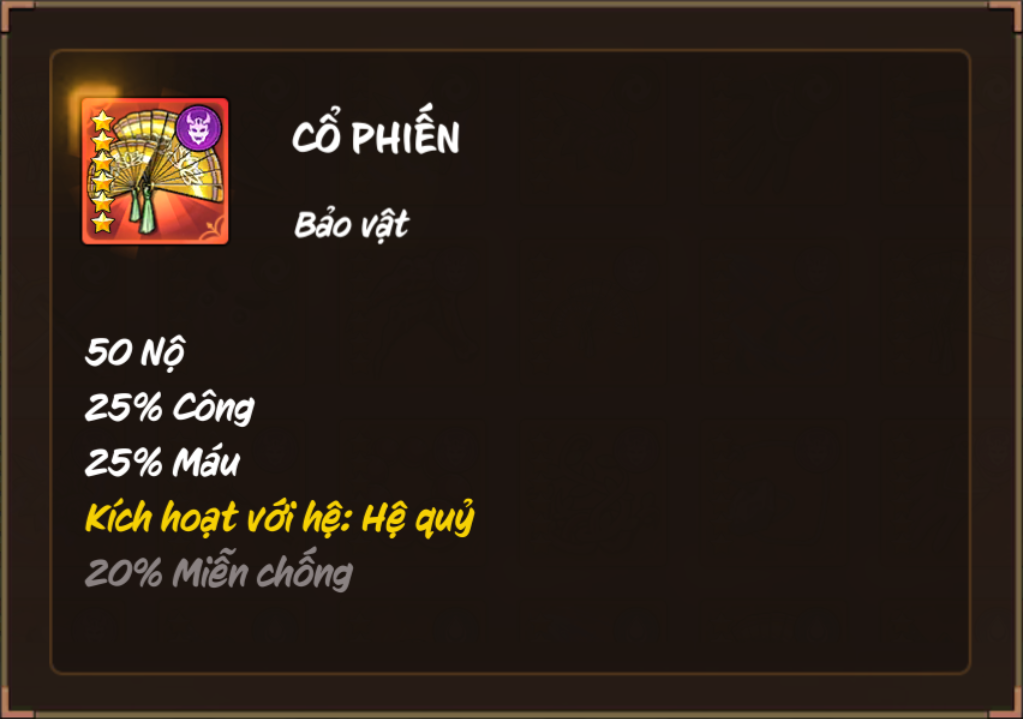 CỔ PHIẾN
Bảo vật
50 Nộ
25% Công
25% Máu
Kích hoạt với hệ: Hệ quỷ
20% Miễn chống